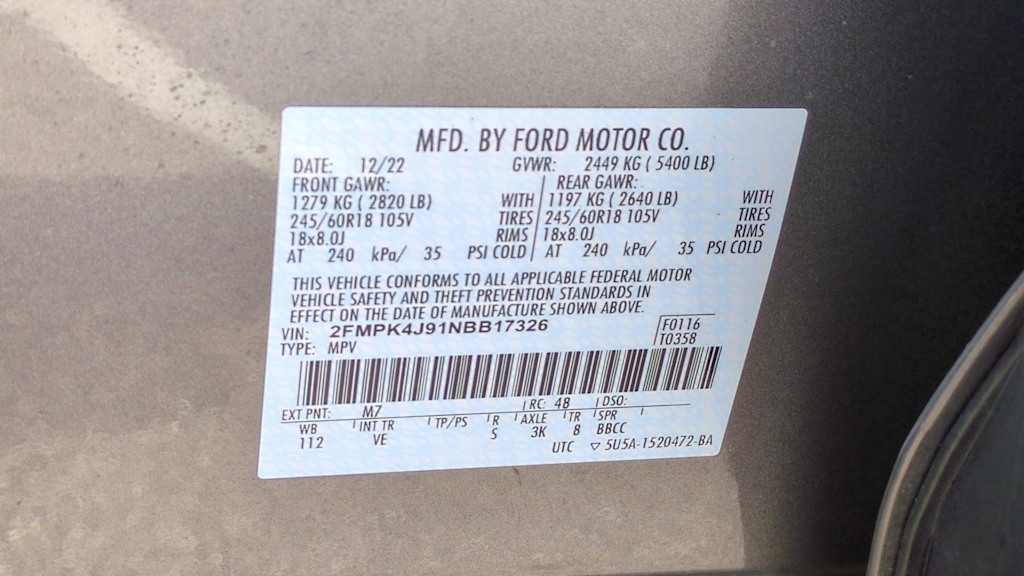 MFD. BY FORD MOTOR CO.
DATE: 12/22 GVWR: 2449 KG ( 5400 LB)
FRONT GAWR: REAR GAWR:
1279 KG ( 2820 LB) WITH 1197 KG ( 2640 LB) WITH
245/60R18 105V TIRES 245/60R18 105V TIRES
18x8.0J RIMS 18x8.0J RIMS
AT 240 kPa/ 35 PSI COLD AT 240 kPa/ 35 PSI COLD
THIS VEHICLE CONFORMS TO ALL APPLICABLE FEDERAL MOTOR
VEHICLE SAFETY AND THEFT PREVENTION STANDARDS IN
EFFECT ON THE DATE OF MANUFACTURE SHOWN ABOVE.
VIN: 2FMPK4J91NBB17326 F0116
TYPE: MPV T0358
EXT PNT: M7 RC: 48 DSO:
WB INT TR TP/PS R AXLE TR SPR
112 VE S 3K 8 BBCC
UTC ▽ 5U5A-1520472-BA